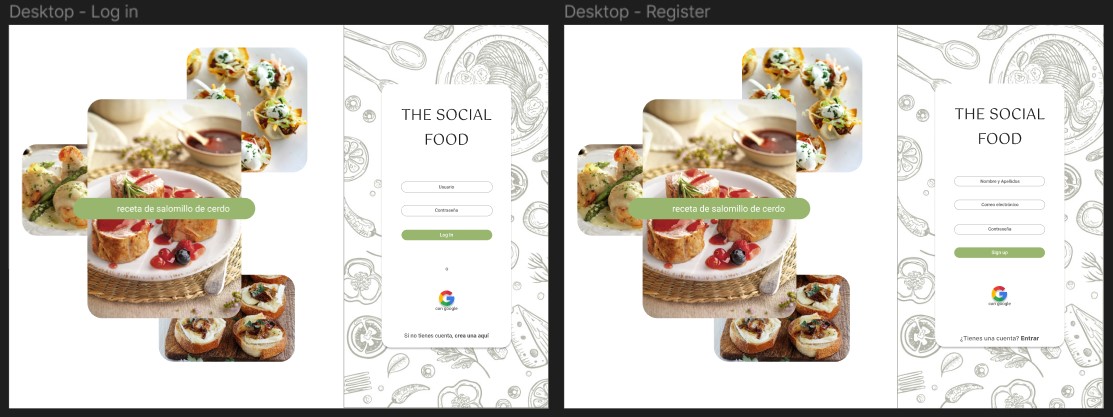 Desktop - Log in
Desktop - Register
THE SOCIAL
FOOD
Usuario
Contraseña
Log in
o
con google
Si no tienes cuenta, crea una aquí
receta de salomillo de cerdo
THE SOCIAL
FOOD
Nombre y Apellidos
Correo electrónico
Contraseña
Sign up
con google
¿Tienes una cuenta? Entrar
receta de salomillo de cerdo